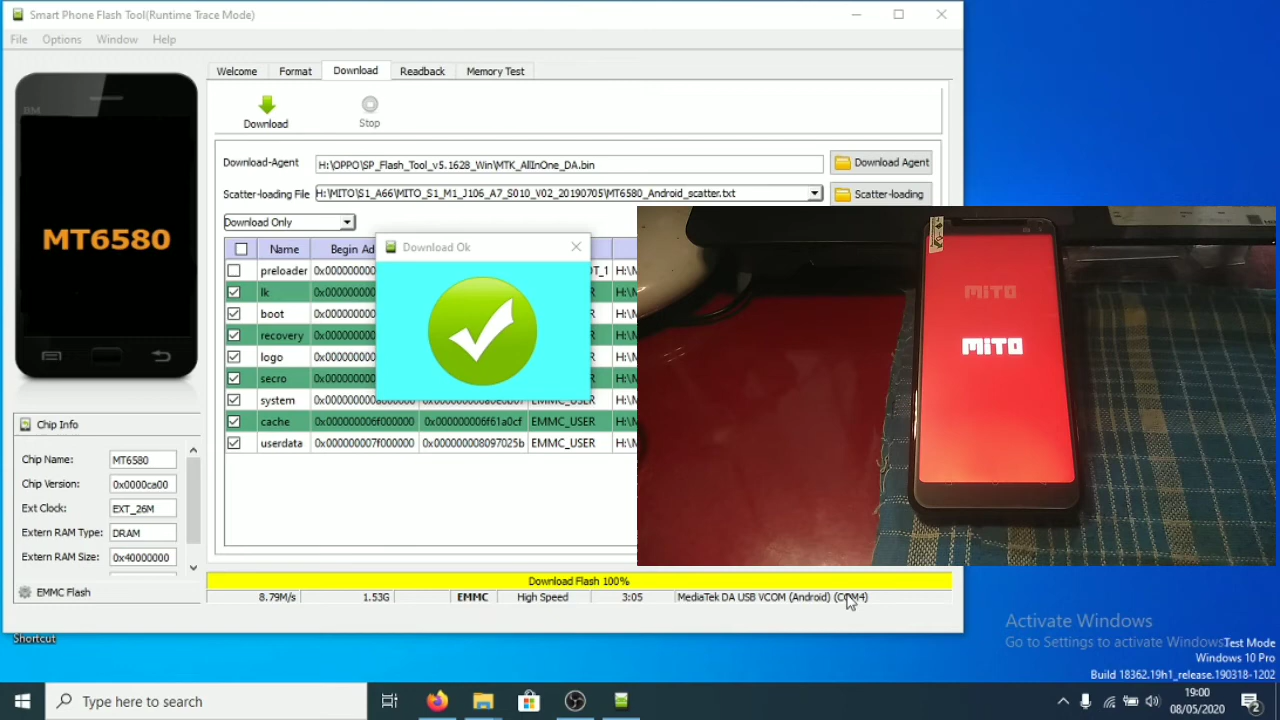 Smart Phone Flash Tool(Runtime Trace Mode)
File Options Window Help
Welcome Format Download Readback Memory Test
Download Stop
Download-Agent H:\OPPO\SP_Flash_Tool_v5.1628_Win\MTK_AllInOne_DA.bin Download Agent
Scatter-loading File H:\MITO\S1_A66\MITO_S1_M1_J106_A7_S010_V02_20190705\MT6580_Android_scatter.txt Scatter-loading
Download Only
MT6580
Name Begin Ad
Download Ok
preloader
lk
boot
recovery
logo
secro
system
cache 0x000000006f000000 0x000000006f61a0cf EMMC_USER H:\M
userdata 0x000000007f000000 0x000000008097025b EMMC_USER H:\M
MITO
MITO
Chip Info
Chip Name: MT6580
Chip Version: 0x0000ca00
Ext Clock: EXT_26M
Extern RAM Type: DRAM
Extern RAM Size: 0x40000000
EMMC Flash
Download Flash 100%
8.79M/s 1.53G EMMC High Speed 3:05 MediaTek DA USB VCOM (Android) (COM4)
Shortcut
Activate Windows
Go to Settings to activate Windows.
Test Mode
Windows 10 Pro
Build 18362.19h1_release.190318-1202
Type here to search
19:00
08/05/2020
2